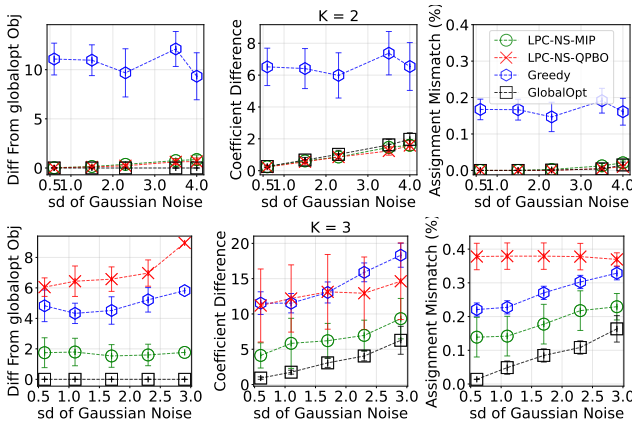 K = 2
Diff From globalopt Obj
10
5
0
0.5 1.0 2.0 3.0 4.0
sd of Gaussian Noise
Coefficient Difference
8
6
4
2
0
0.5 1.0 2.0 3.0 4.0
sd of Gaussian Noise
Assignment Mismatch (%)
0.4
0.3
0.2
0.1
0.0
0.5 1.0 2.0 3.0 4.0
sd of Gaussian Noise
LPC-NS-MIP
LPC-NS-QPBO
Greedy
GlobalOpt
K = 3
Diff From globalopt Obj
8
6
4
2
0
0.5 1.0 1.5 2.0 2.5 3.0
sd of Gaussian Noise
Coefficient Difference
20
15
10
5
0
0.5 1.0 1.5 2.0 2.5 3.0
sd of Gaussian Noise
Assignment Mismatch (%)
0.4
0.3
0.2
0.1
0.0
0.5 1.0 1.5 2.0 2.5 3.0
sd of Gaussian Noise